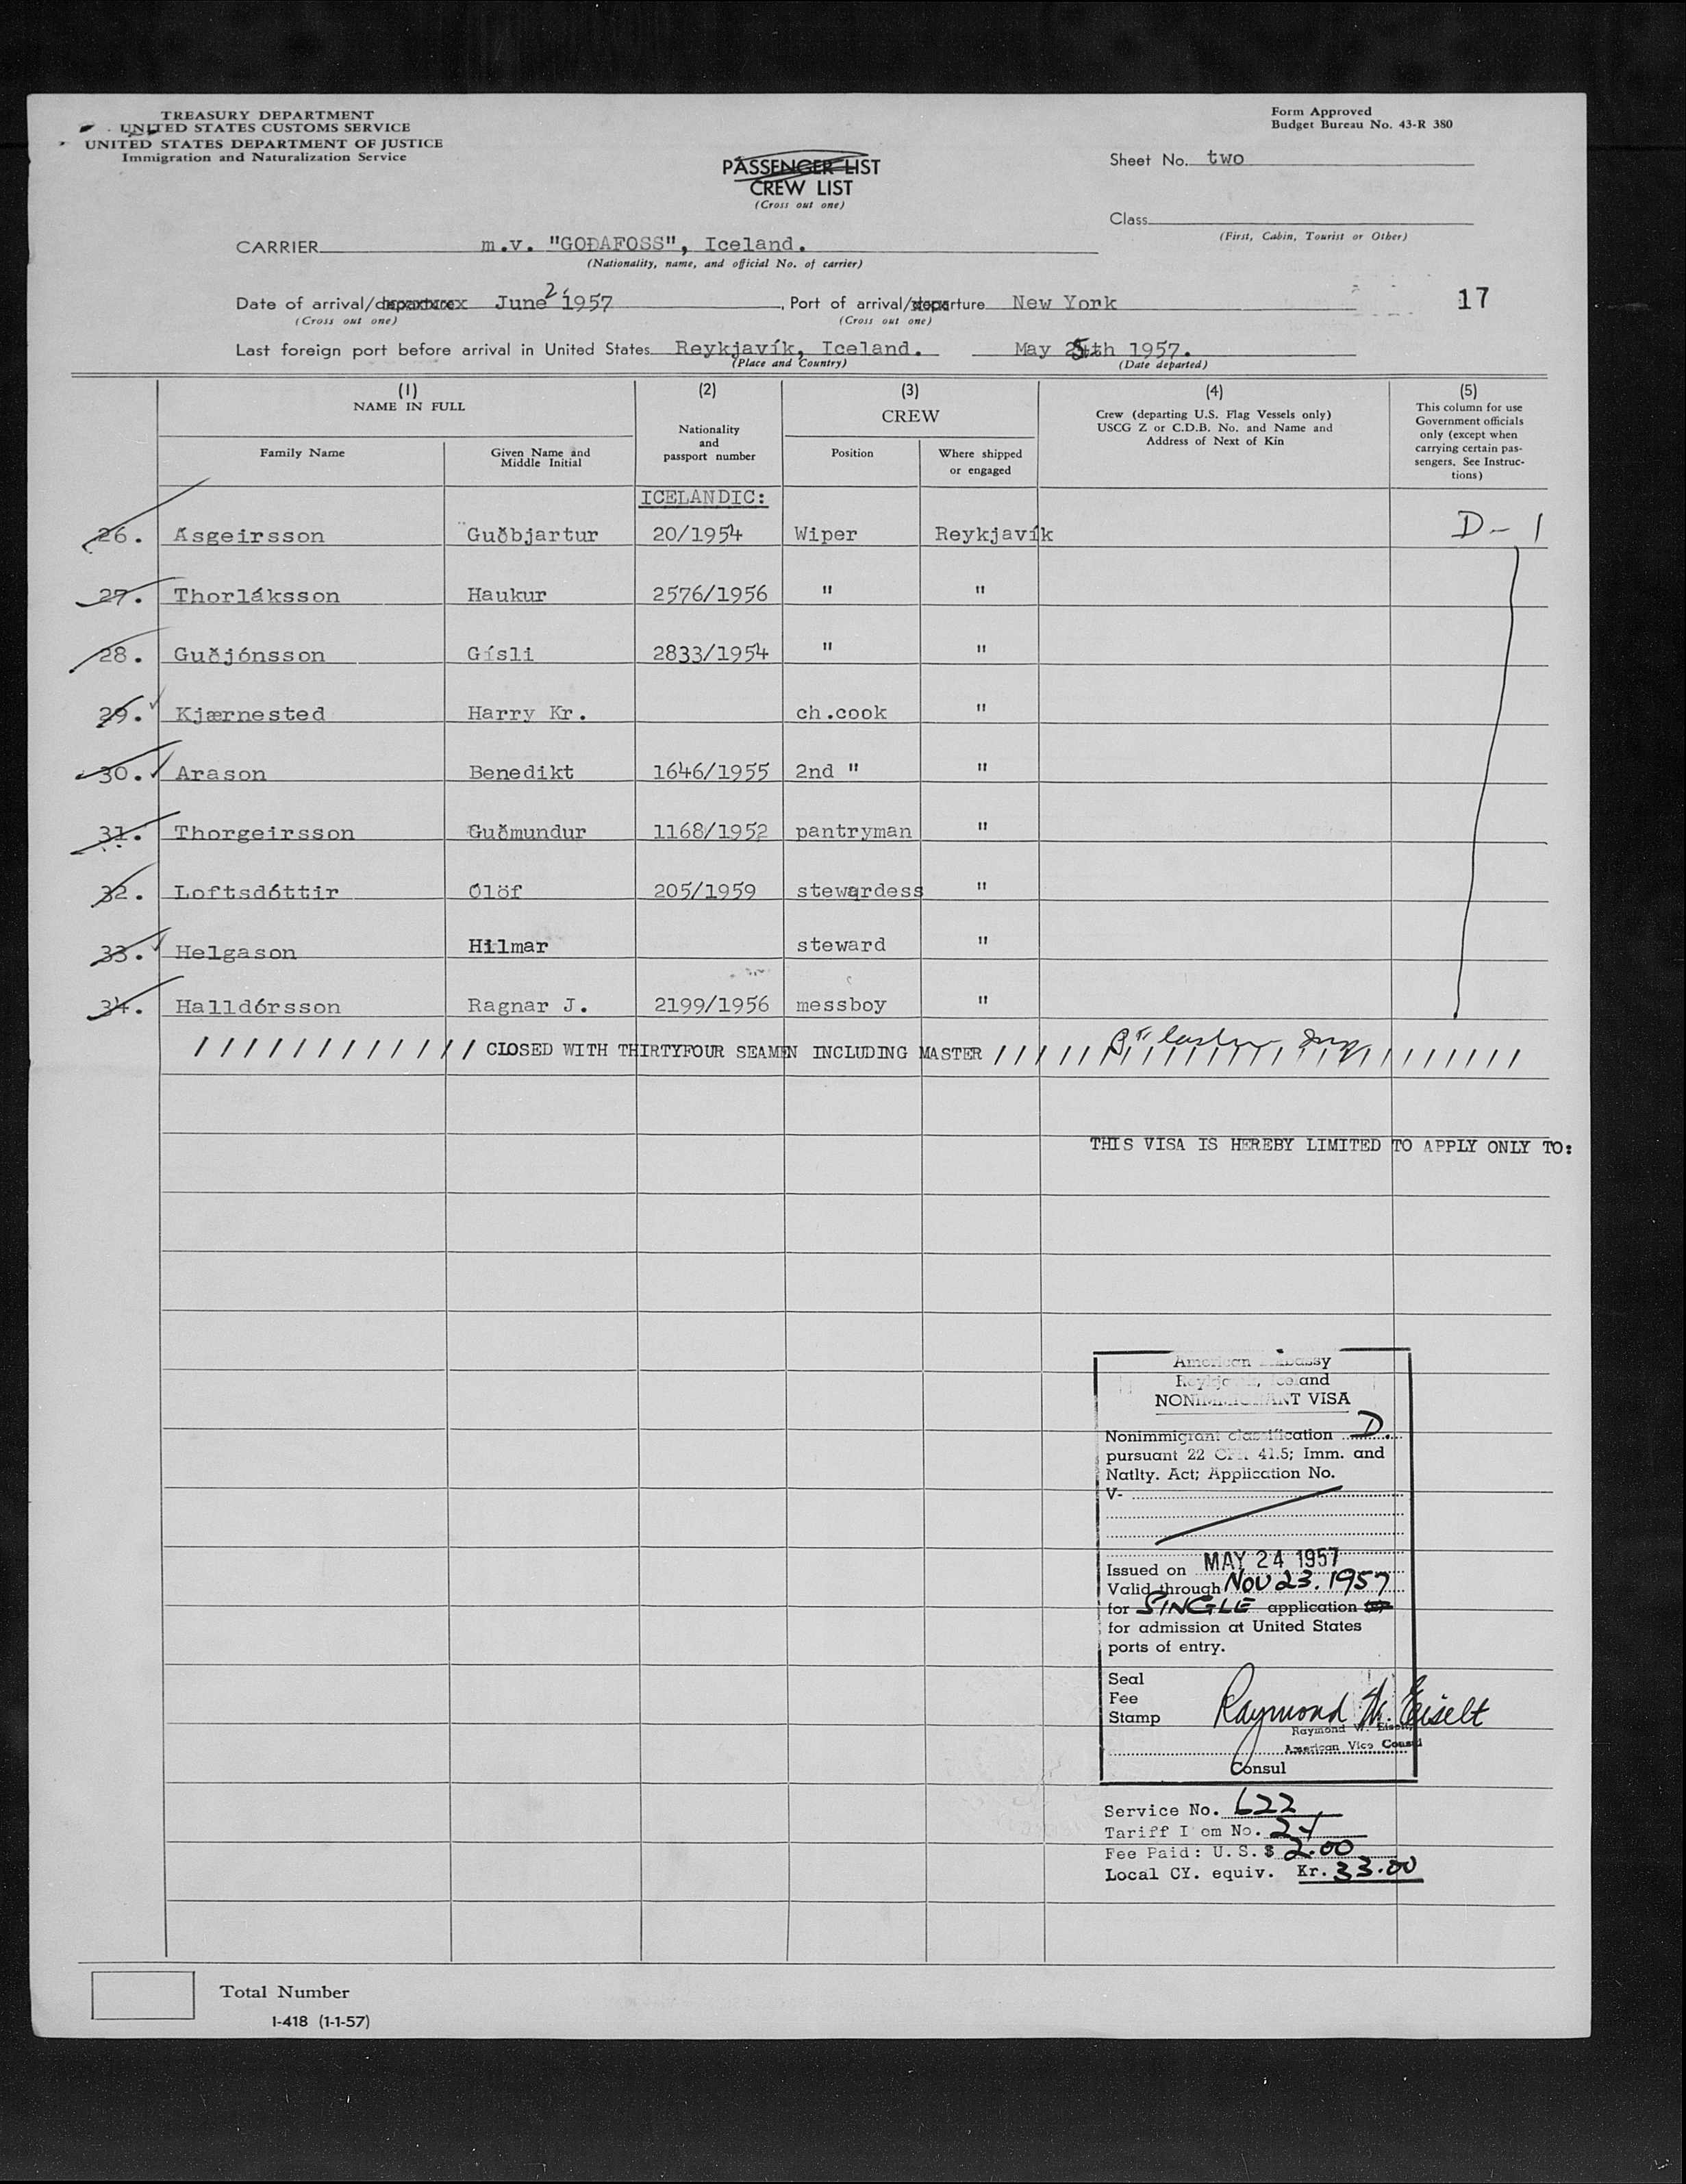 TREASURY DEPARTMENT
UNITED STATES CUSTOMS SERVICE
UNITED STATES DEPARTMENT OF JUSTICE
Immigration and Naturalization Service
Form Approved
Budget Bureau No. 43-R 380
PASSENGER LIST
CREW LIST
(Cross out one)
Sheet No. two
Class
(First, Cabin, Tourist or Other)
CARRIER m.v. "GOÐAFOSS", Iceland.
(Nationality, name, and official No. of carrier)
Date of arrival/departure June 2, 1957, Port of arrival/departure New York 17
(Cross out one) (Cross out one)
Last foreign port before arrival in United States Reykjavík, Iceland. May 25th 1957.
(Place and Country) (Date departed)
(1) (2) (3) (4) (5)
NAME IN FULL
Family Name
Given Name and Middle Initial
Nationality and passport number
CREW
Position
Where shipped or engaged
Crew (departing U.S. Flag Vessels only)
USCG Z or C.D.B. No. and Name and
Address of Next of Kin
This column for use
Government officials
only (except when
carrying certain pas-
sengers. See Instruc-
tions)
ICELANDIC:
26. Ásgeirsson Guðbjartur 20/1954 Wiper Reykjavík D-1
27. Thorláksson Haukur 2576/1956 " "
28. Guðjónsson Gísli 2833/1954 " "
29. Kjærnested Harry Kr. ch.cook "
30. Arason Benedikt 1646/1955 2nd " "
31. Thorgeirsson Guðmundur 1168/1952 pantryman "
32. Loftsdóttir Ólöf 205/1959 stewardess "
33. Helgason Hilmar steward "
34. Halldórsson Ragnar J. 2199/1956 messboy "
/ / / / / / / / / / / / / CLOSED WITH THIRTYFOUR SEAMEN INCLUDING MASTER / / / / / / / / / / / / / / / / / / / / / / / /
THIS VISA IS HEREBY LIMITED TO APPLY ONLY TO:
American Embassy
Reykjavik, Iceland
NONIMMIGRANT VISA
Nonimmigrant classification D.
pursuant 22 CFR 41.5; Imm. and
Natlty. Act; Application No.
V-
Issued on MAY 24 1957
Valid through NOV 23. 1957
for SINGLE application
for admission at United States
ports of entry.
Seal
Fee
Stamp
Raymond W. Eiselt
Raymond W. Eiselt
American Vice Consul
Consul
Service No. 622
Tariff Item No. 24
Fee Paid: U.S.$ 2.00
Local CY. equiv. Kr. 33.00
Total Number
I-418 (1-1-57)